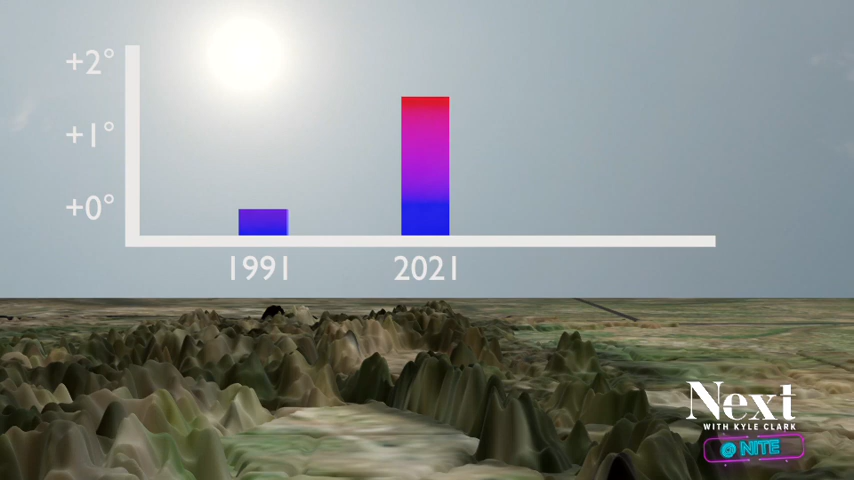 +2°
+1°
+0°
1991 2021
Next
WITH KYLE CLARK
@ NITE